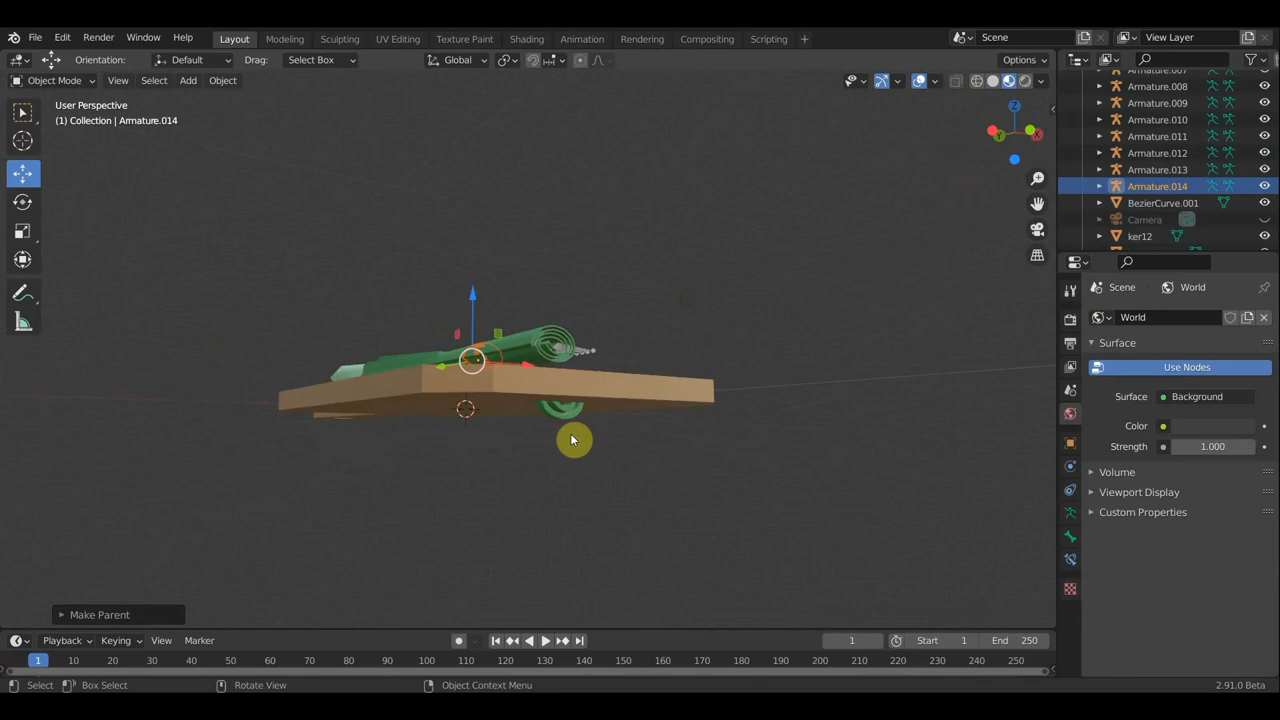 File Edit Render Window Help Layout Modeling Sculpting UV Editing Texture Paint Shading Animation Rendering Compositing Scripting + Scene View Layer
Orientation: Default Drag: Select Box Global Options
Object Mode View Select Add Object
User Perspective
(1) Collection | Armature.014
Z
Y X
Armature.008
Armature.009
Armature.010
Armature.011
Armature.012
Armature.013
Armature.014
BezierCurve.001
Camera
ker12
Scene World
World
Surface
Use Nodes
Surface Background
Color
Strength 1.000
Volume
Viewport Display
Custom Properties
Make Parent
Playback Keying View Marker 1 Start 1 End 250
1 10 20 30 40 50 60 70 80 90 100 110 120 130 140 150 160 170 180 190 200 210 220 230 240 250
Select Box Select Rotate View Object Context Menu 2.91.0 Beta